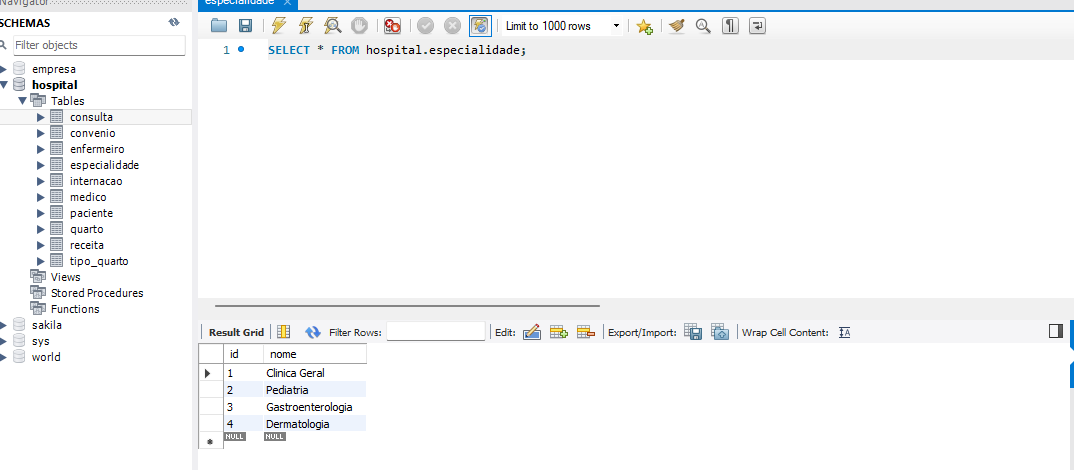 Navigator
especialidade ×
SCHEMAS
Filter objects
empresa
hospital
Tables
consulta
convenio
enfermeiro
especialidade
internacao
medico
paciente
quarto
receita
tipo_quarto
Views
Stored Procedures
Functions
sakila
sys
world
Limit to 1000 rows
1 SELECT * FROM hospital.especialidade;
Result Grid Filter Rows: Edit: Export/Import: Wrap Cell Content:
id nome
1 Clinica Geral
2 Pediatria
3 Gastroenterologia
4 Dermatologia
NULL NULL